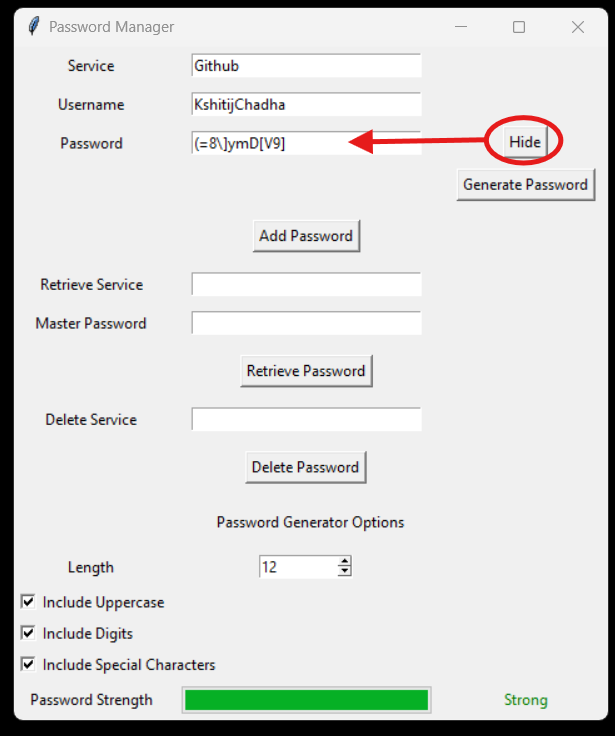 Password Manager
Service Github
Username KshitijChadha
Password (=8\]ymD[V9] Hide
Generate Password
Add Password
Retrieve Service
Master Password
Retrieve Password
Delete Service
Delete Password
Password Generator Options
Length 12
Include Uppercase
Include Digits
Include Special Characters
Password Strength Strong